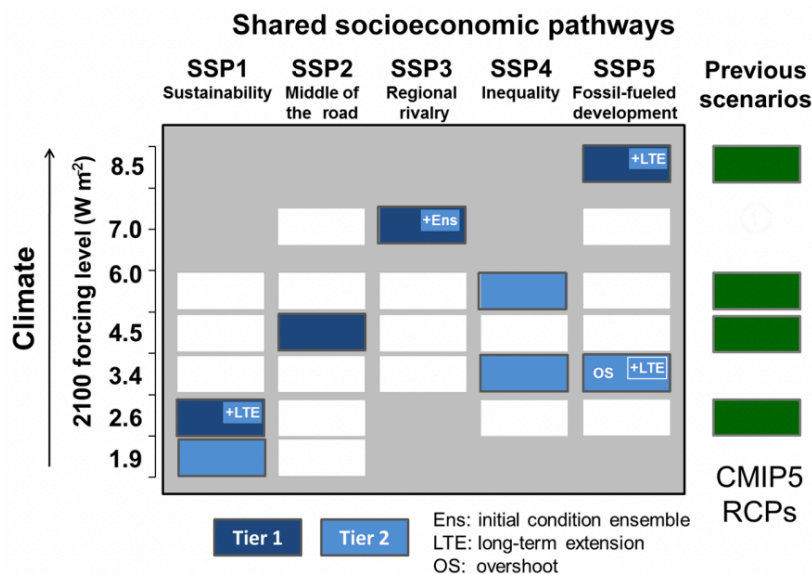 Shared socioeconomic pathways
SSP1 SSP2 SSP3 SSP4 SSP5
Sustainability Middle of the road Regional rivalry Inequality Fossil-fueled development
Previous
scenarios
Climate
2100 forcing level (W m-2)
8.5 +LTE
7.0 +Ens
6.0
4.5
3.4 OS +LTE
2.6 +LTE
1.9
CMIP5
RCPs
Tier 1 Tier 2
Ens: initial condition ensemble
LTE: long-term extension
OS: overshoot